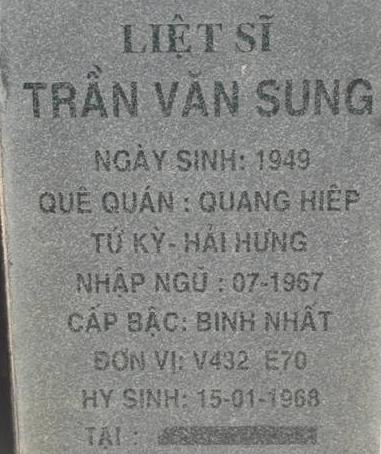 LIỆT SĨ
TRẦN VĂN SUNG
NGÀY SINH: 1949
QUÊ QUÁN : QUANG HIỆP
TỨ KỲ- HẢI HƯNG
NHẬP NGŨ : 07-1967
CẤP BẬC: BINH NHẤT
ĐƠN VỊ: V432 E70
HY SINH: 15-01-1968
TẠI :